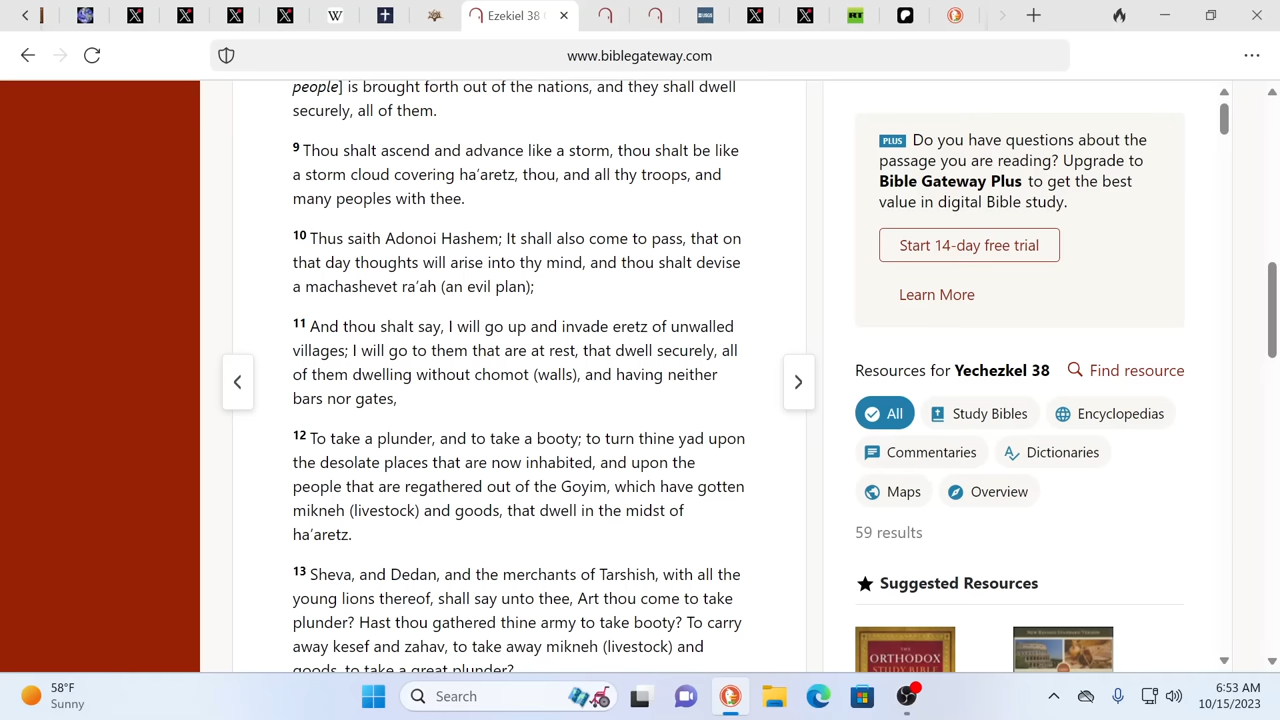 Ezekiel 38
www.biblegateway.com
people] is brought forth out of the nations, and they shall dwell
securely, all of them.
9 Thou shalt ascend and advance like a storm, thou shalt be like
a storm cloud covering ha’aretz, thou, and all thy troops, and
many peoples with thee.
10 Thus saith Adonoi Hashem; It shall also come to pass, that on
that day thoughts will arise into thy mind, and thou shalt devise
a machashevet ra’ah (an evil plan);
11 And thou shalt say, I will go up and invade eretz of unwalled
villages; I will go to them that are at rest, that dwell securely, all
of them dwelling without chomot (walls), and having neither
bars nor gates,
12 To take a plunder, and to take a booty; to turn thine yad upon
the desolate places that are now inhabited, and upon the
people that are regathered out of the Goyim, which have gotten
mikneh (livestock) and goods, that dwell in the midst of
ha’aretz.
13 Sheva, and Dedan, and the merchants of Tarshish, with all the
young lions thereof, shall say unto thee, Art thou come to take
plunder? Hast thou gathered thine army to take booty? To carry
away kesef and zahav, to take away mikneh (livestock) and
goods, to take a great plunder?
PLUS Do you have questions about the
passage you are reading? Upgrade to
Bible Gateway Plus to get the best
value in digital Bible study.
Start 14-day free trial
Learn More
Resources for Yechezkel 38 Find resource
All Study Bibles Encyclopedias
Commentaries Dictionaries
Maps Overview
59 results
Suggested Resources
THE
ORTHODOX
STUDY BIBLE
58°F
Sunny
Search
6:53 AM
10/15/2023